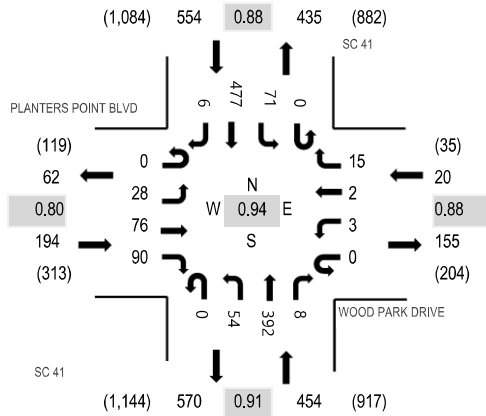 (1,084) 554 0.88 435 (882)
SC 41
6 477 71 0
PLANTERS POINT BLVD
(119) (35)
0 15
62 20
28 N 2
0.80 W 0.94 E 0.88
76 3
194 S 155
90 0
(313) (204)
0 54 392 8
WOOD PARK DRIVE
SC 41
(1,144) 570 0.91 454 (917)